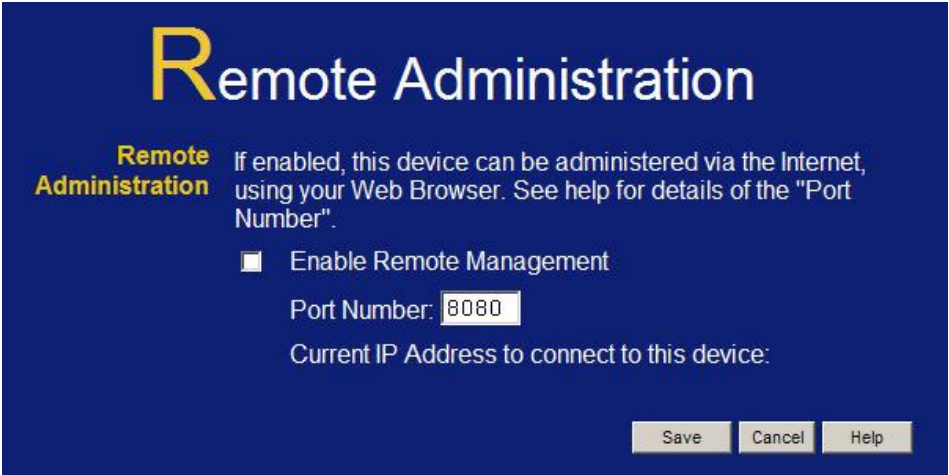 Remote Administration
Remote
Administration
If enabled, this device can be administered via the Internet,
using your Web Browser. See help for details of the "Port
Number".
Enable Remote Management
Port Number: 8080
Current IP Address to connect to this device:
Save Cancel Help